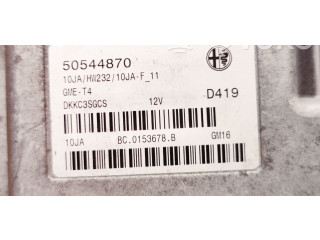 50544870
10JA/HW232/10JA-F_11
GME-T4 D419
DKKC3SGCS 12V
10JA BC.0153678.B GM16